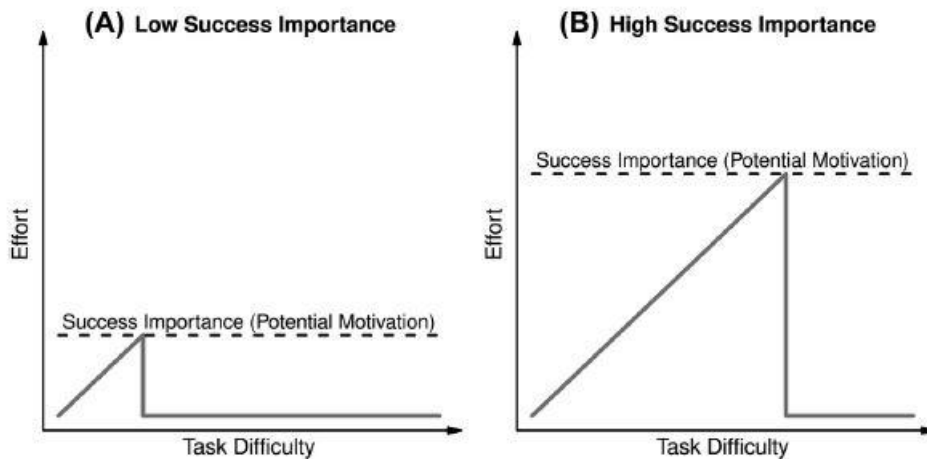 (A) Low Success Importance
Effort
Success Importance (Potential Motivation)
Task Difficulty
(B) High Success Importance
Effort
Success Importance (Potential Motivation)
Task Difficulty